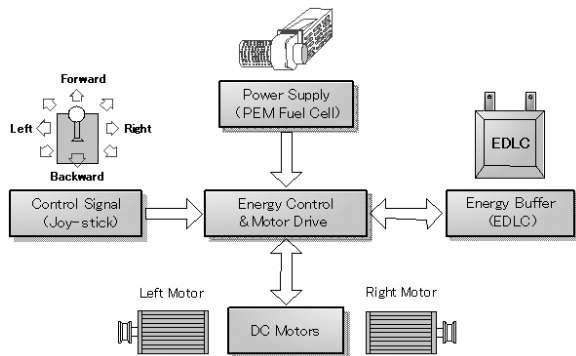 Forward
Left
Right
Backward
Power Supply
(PEM Fuel Cell)
EDLC
Control Signal
(Joy-stick)
Energy Control
& Motor Drive
Energy Buffer
(EDLC)
Left Motor
Right Motor
DC Motors